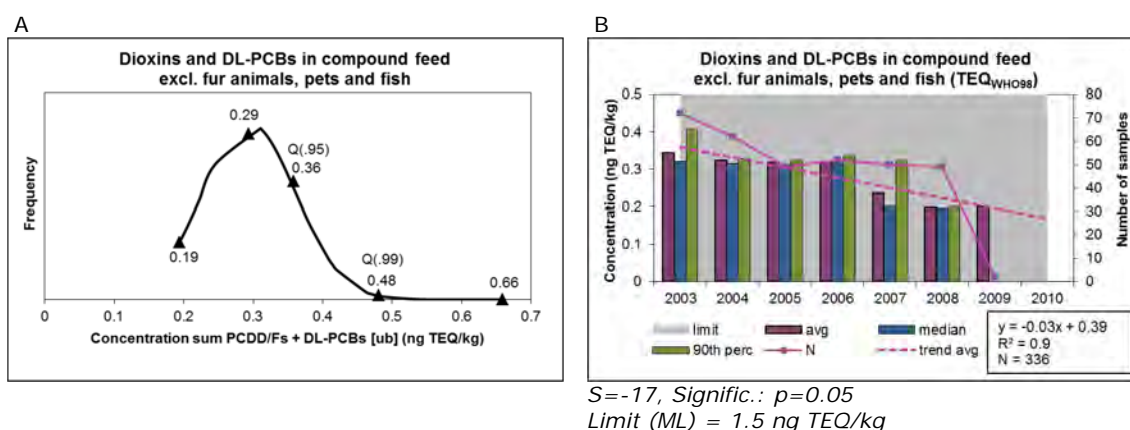 A
Dioxins and DL-PCBs in compound feed
excl. fur animals, pets and fish
0.29
Q(.95)
0.36
Frequency
0.19
Q(.99)
0.48
0.66
0 0.1 0.2 0.3 0.4 0.5 0.6 0.7
Concentration sum PCDD/Fs + DL-PCBs [ub] (ng TEQ/kg)
B
Dioxins and DL-PCBs in compound feed
excl. fur animals, pets and fish (TEQWHO98)
Concentration (ng TEQ/kg)
0.5
0.4
0.3
0.2
0.1
0
80
70
60
50
40
30
20
10
0
Number of samples
2003 2004 2005 2006 2007 2008 2009 2010
limit avg median
90th perc N trend avg
y = -0.03x + 0.39
R² = 0.9
N = 336
S=-17, Signific.: p=0.05
Limit (ML) = 1.5 ng TEQ/kg